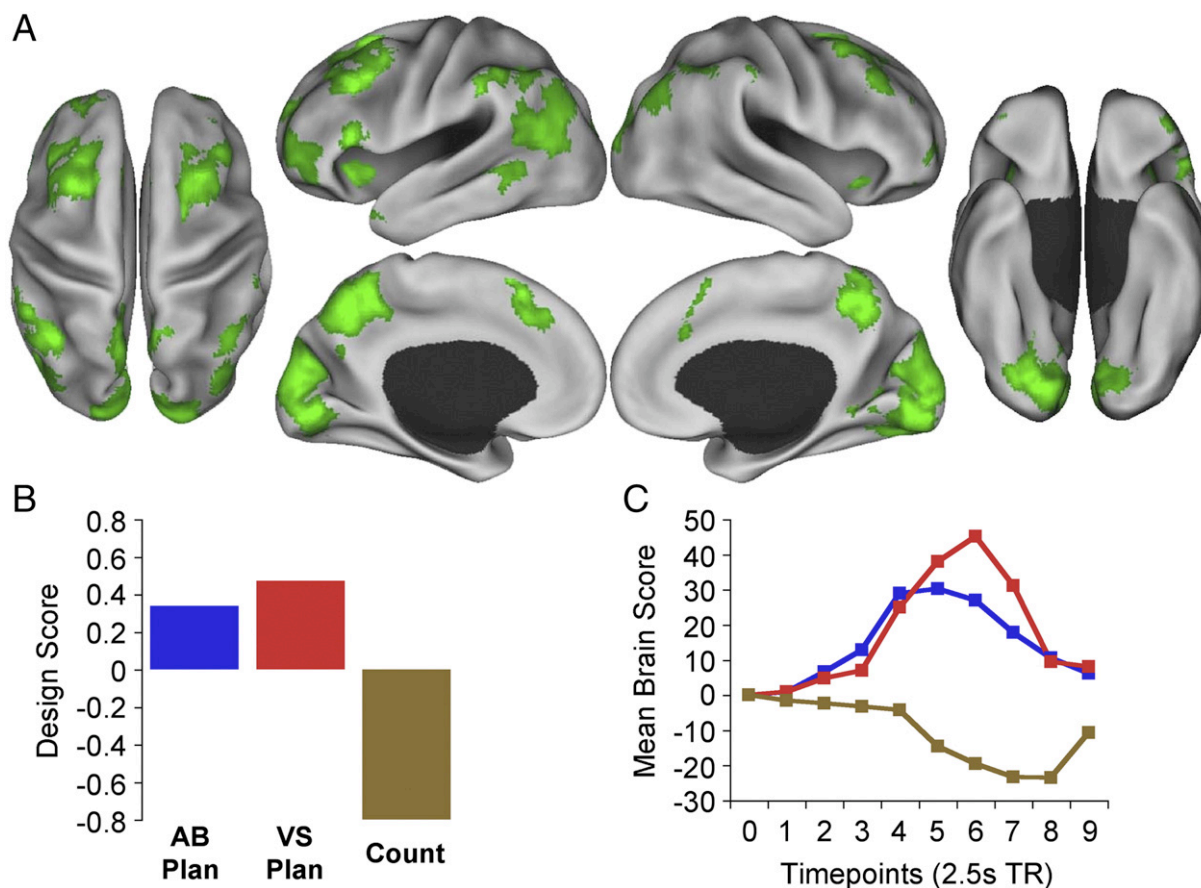 A
B
0.8
0.6
0.4
0.2
0
-0.2
-0.4
-0.6
-0.8
Design Score
AB Plan
VS Plan
Count
C
50
40
30
20
10
0
-10
-20
-30
Mean Brain Score
0 1 2 3 4 5 6 7 8 9
Timepoints (2.5s TR)